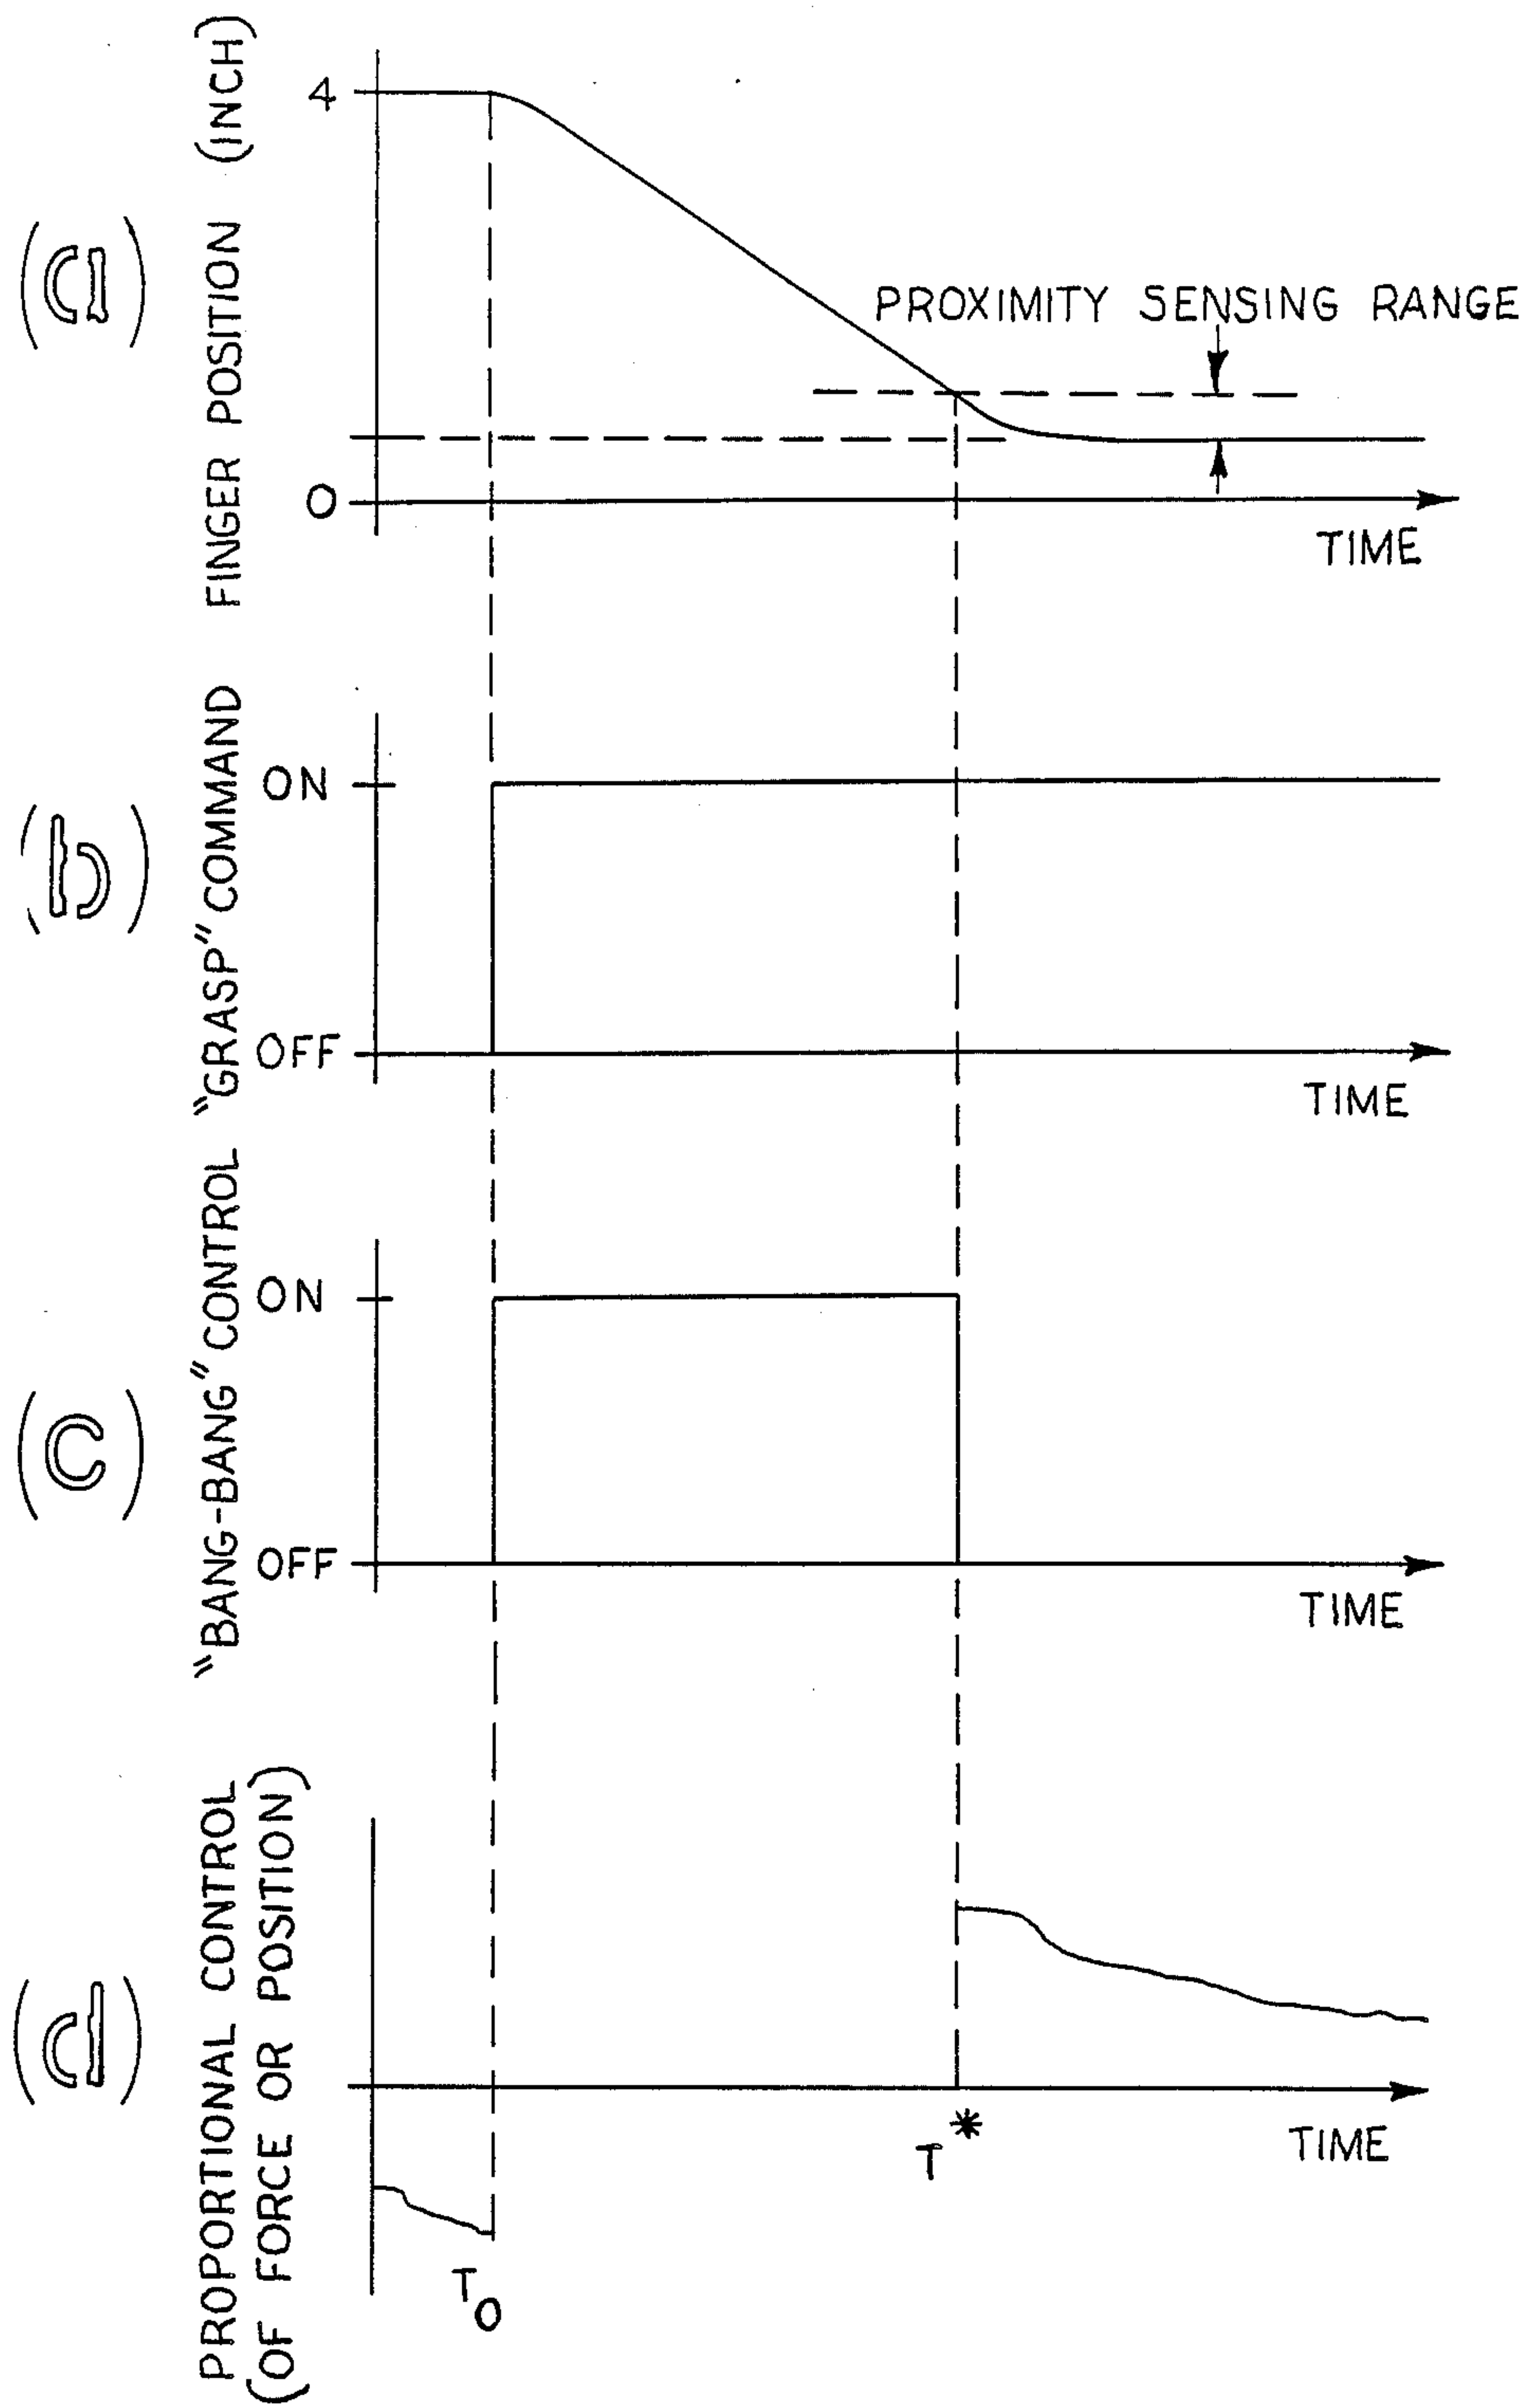 (a)
FINGER POSITION (INCH)
4
0
PROXIMITY SENSING RANGE
TIME
(b)
"GRASP" COMMAND
ON
OFF
TIME
(c)
"BANG-BANG" CONTROL
ON
OFF
TIME
(d)
PROPORTIONAL CONTROL
(OF FORCE OR POSITION)
T*
TIME
T0